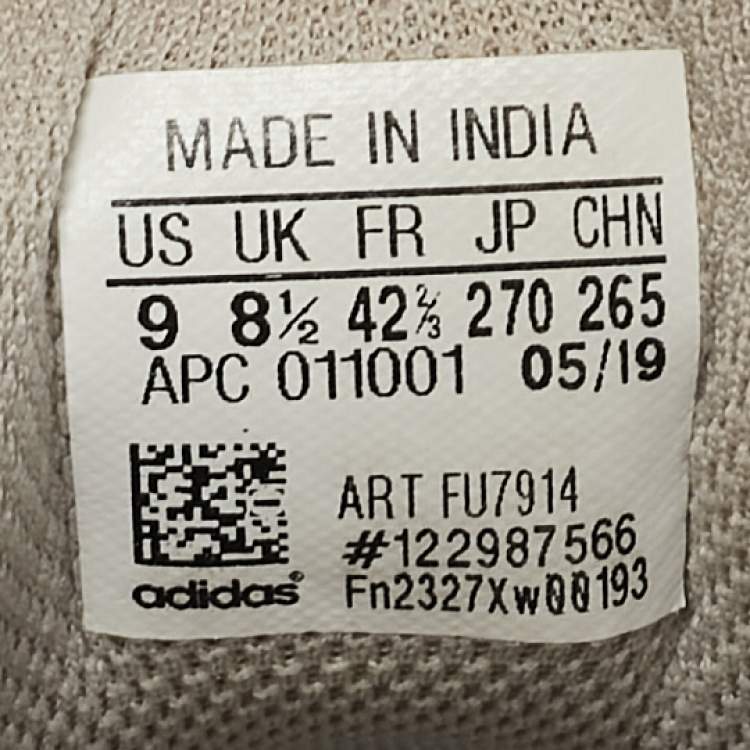 MADE IN INDIA
US UK FR JP CHN
9 8½ 42⅔ 270 265
APC 011001 05/19
ART FU7914
#122987566
adidas® Fn2327Xw00193